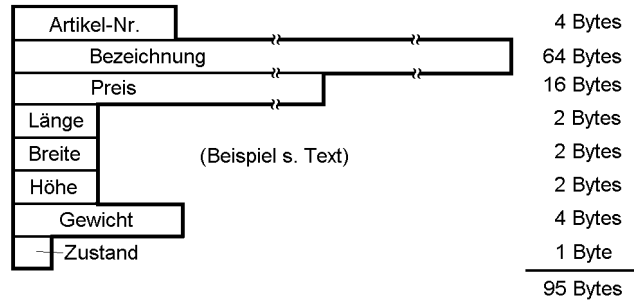 Artikel-Nr. 4 Bytes
Bezeichnung 64 Bytes
Preis 16 Bytes
Länge 2 Bytes
Breite (Beispiel s. Text) 2 Bytes
Höhe 2 Bytes
Gewicht 4 Bytes
Zustand 1 Byte
95 Bytes